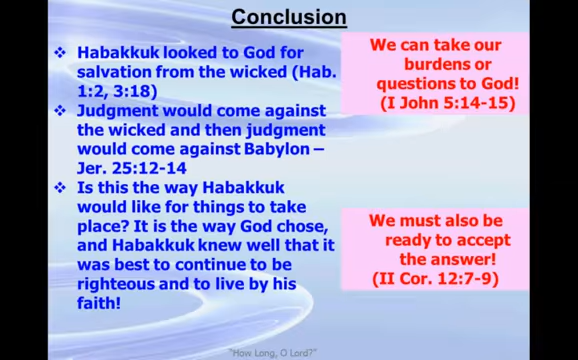 Conclusion
❖ Habakkuk looked to God for
salvation from the wicked (Hab.
1:2, 3:18)
❖ Judgment would come against
the wicked and then judgment
would come against Babylon –
Jer. 25:12-14
❖ Is this the way Habakkuk
would like for things to take
place? It is the way God chose,
and Habakkuk knew well that it
was best to continue to be
righteous and to live by his
faith!
We can take our
burdens or
questions to God!
(I John 5:14-15)
We must also be
ready to accept
the answer!
(II Cor. 12:7-9)
"How Long, O Lord?"